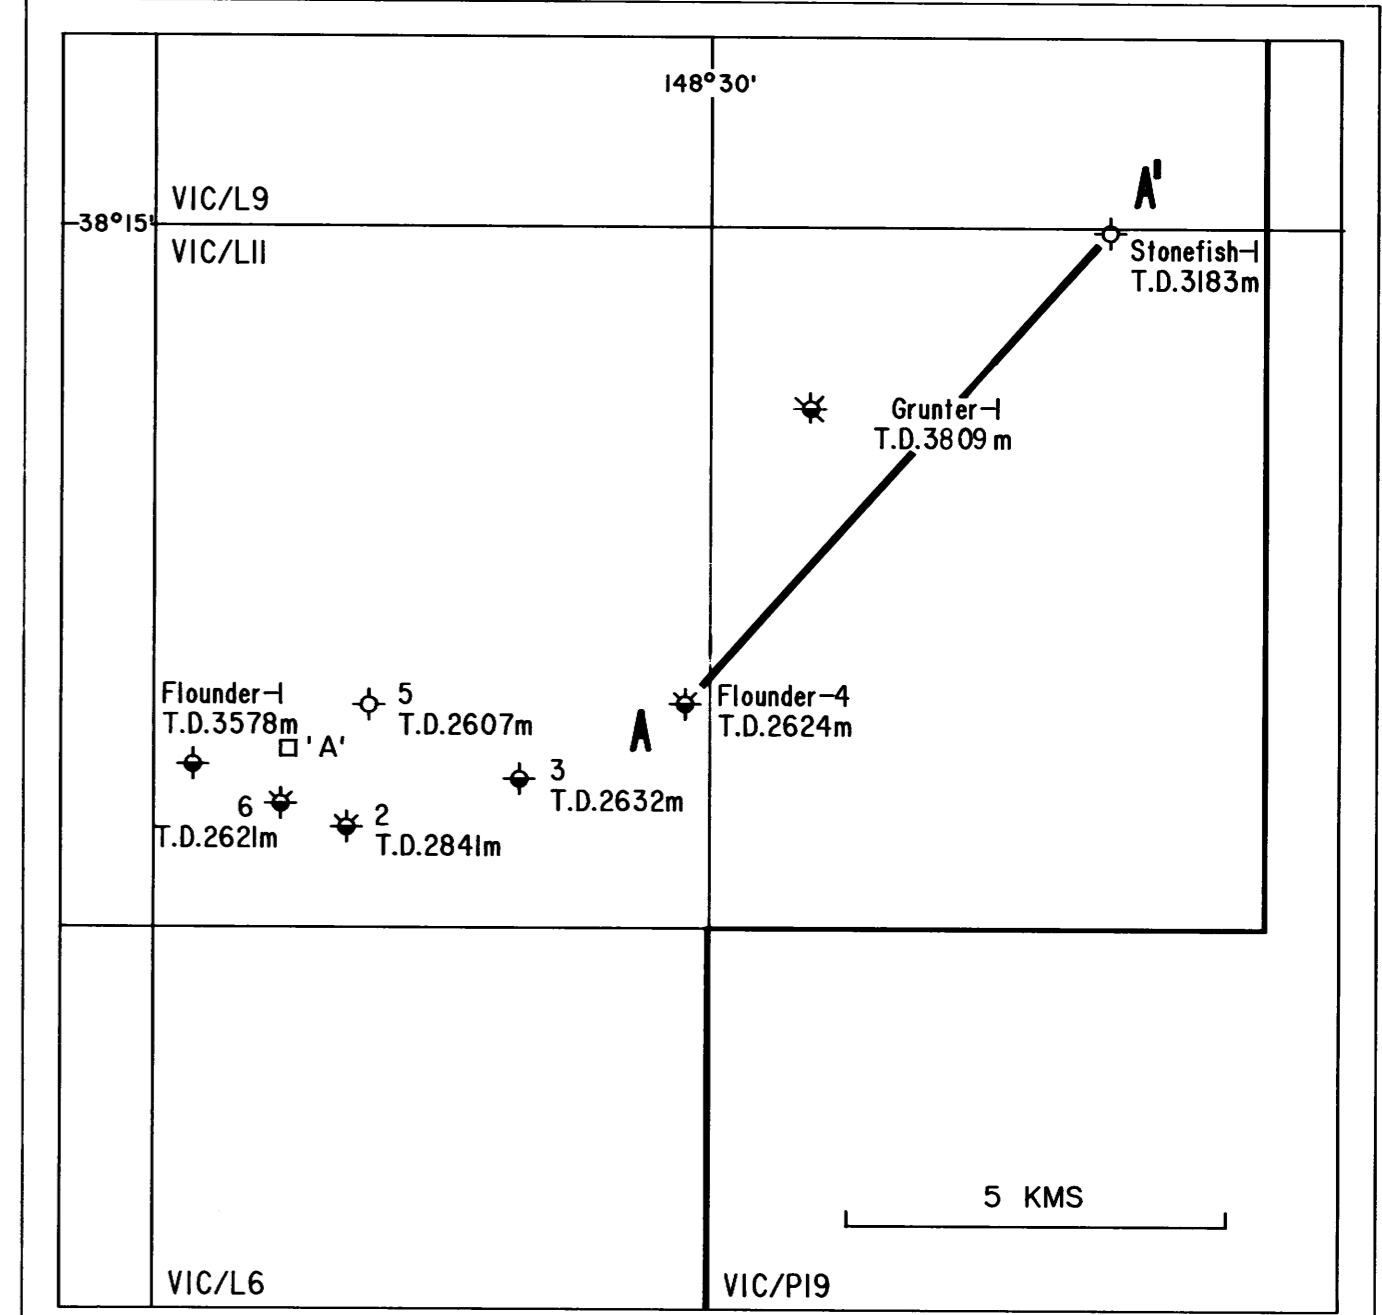 148°30'
A'
VIC/L9
38°15'
VIC/L11
Stonefish-1
T.D.3183m
Grunter-1
T.D.3809m
Flounder-1
T.D.3578m
'A'
5
T.D.2607m
A
Flounder-4
T.D.2624m
3
T.D.2632m
6
T.D.2621m
2
T.D.2841m
5 KMS
VIC/L6
VIC/P19